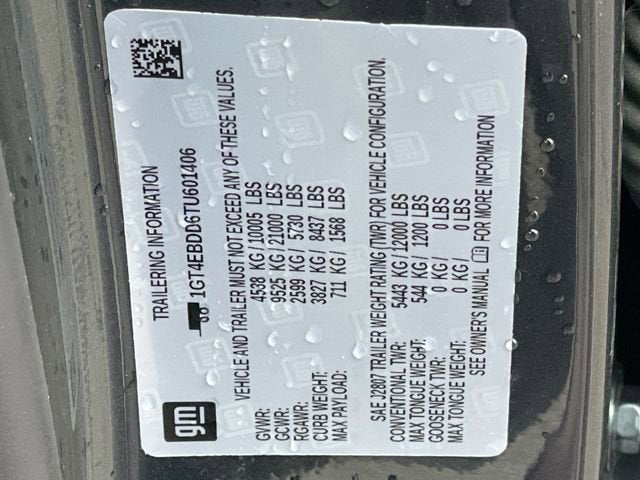 TRAILERING INFORMATION
gm
68 1GT4EBDD6TU601406
VEHICLE AND TRAILER MUST NOT EXCEED ANY OF THESE VALUES.
GVWR: 4538 KG / 10005 LBS
GCWR: 9525 KG / 21000 LBS
RGAWR: 2599 KG / 5730 LBS
CURB WEIGHT: 3827 KG / 8437 LBS
MAX PAYLOAD: 711 KG / 1568 LBS
SAE J2807 TRAILER WEIGHT RATING (TWR) FOR VEHICLE CONFIGURATION.
CONVENTIONAL TWR: 5443 KG / 12000 LBS
MAX TONGUE WEIGHT: 544 KG / 1200 LBS
GOOSENECK TWR: 0 KG / 0 LBS
MAX TONGUE WEIGHT: 0 KG / 0 LBS
SEE OWNER'S MANUAL FOR MORE INFORMATION